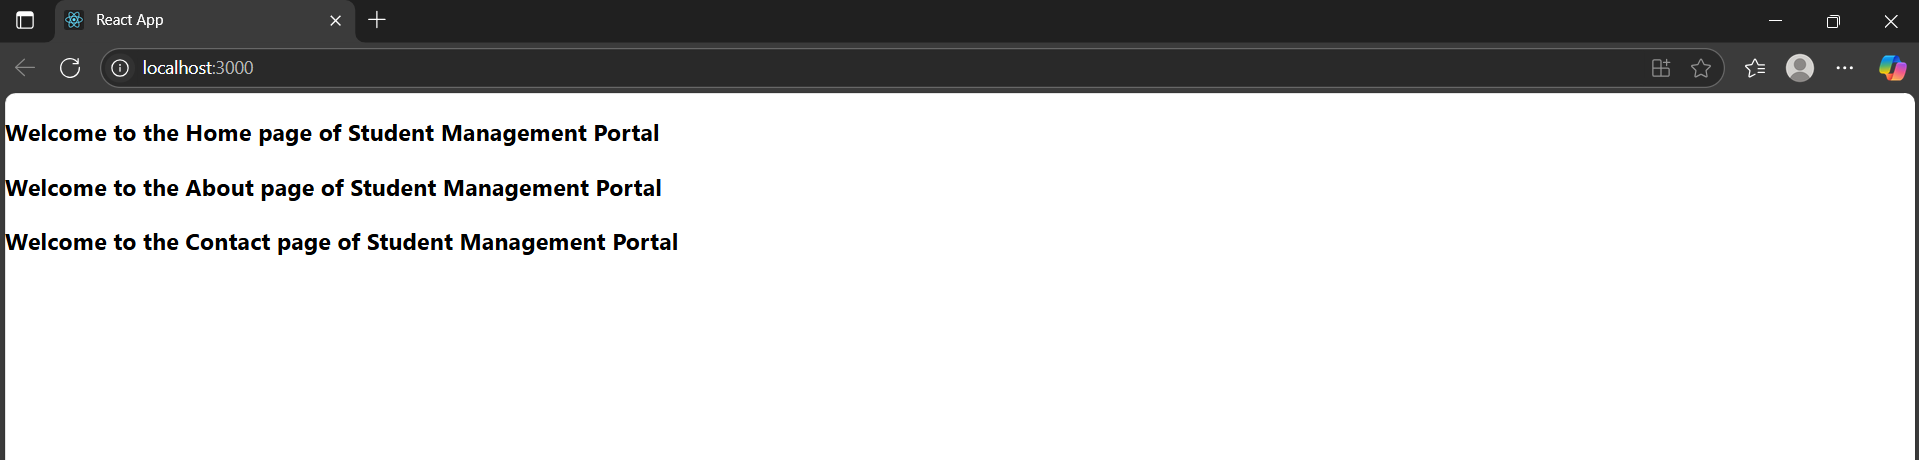 React App
localhost:3000
Welcome to the Home page of Student Management Portal
Welcome to the About page of Student Management Portal
Welcome to the Contact page of Student Management Portal